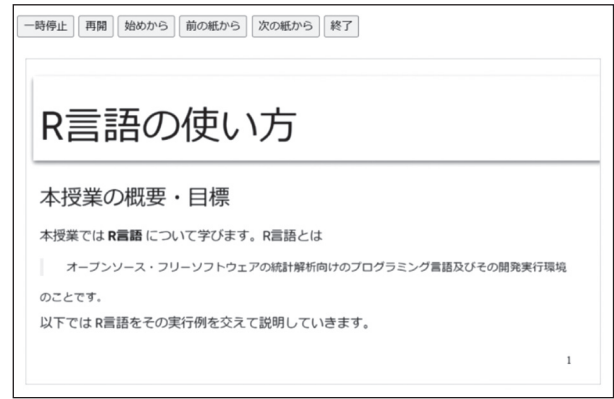 一時停止 再開 始めから 前の紙から 次の紙から 終了
R言語の使い方
本授業の概要・目標
本授業では R言語 について学びます。R言語とは
オープンソース・フリーソフトウェアの統計解析向けのプログラミング言語及びその開発実行環境
のことです。
以下では R言語をその実行例を交えて説明していきます。
1